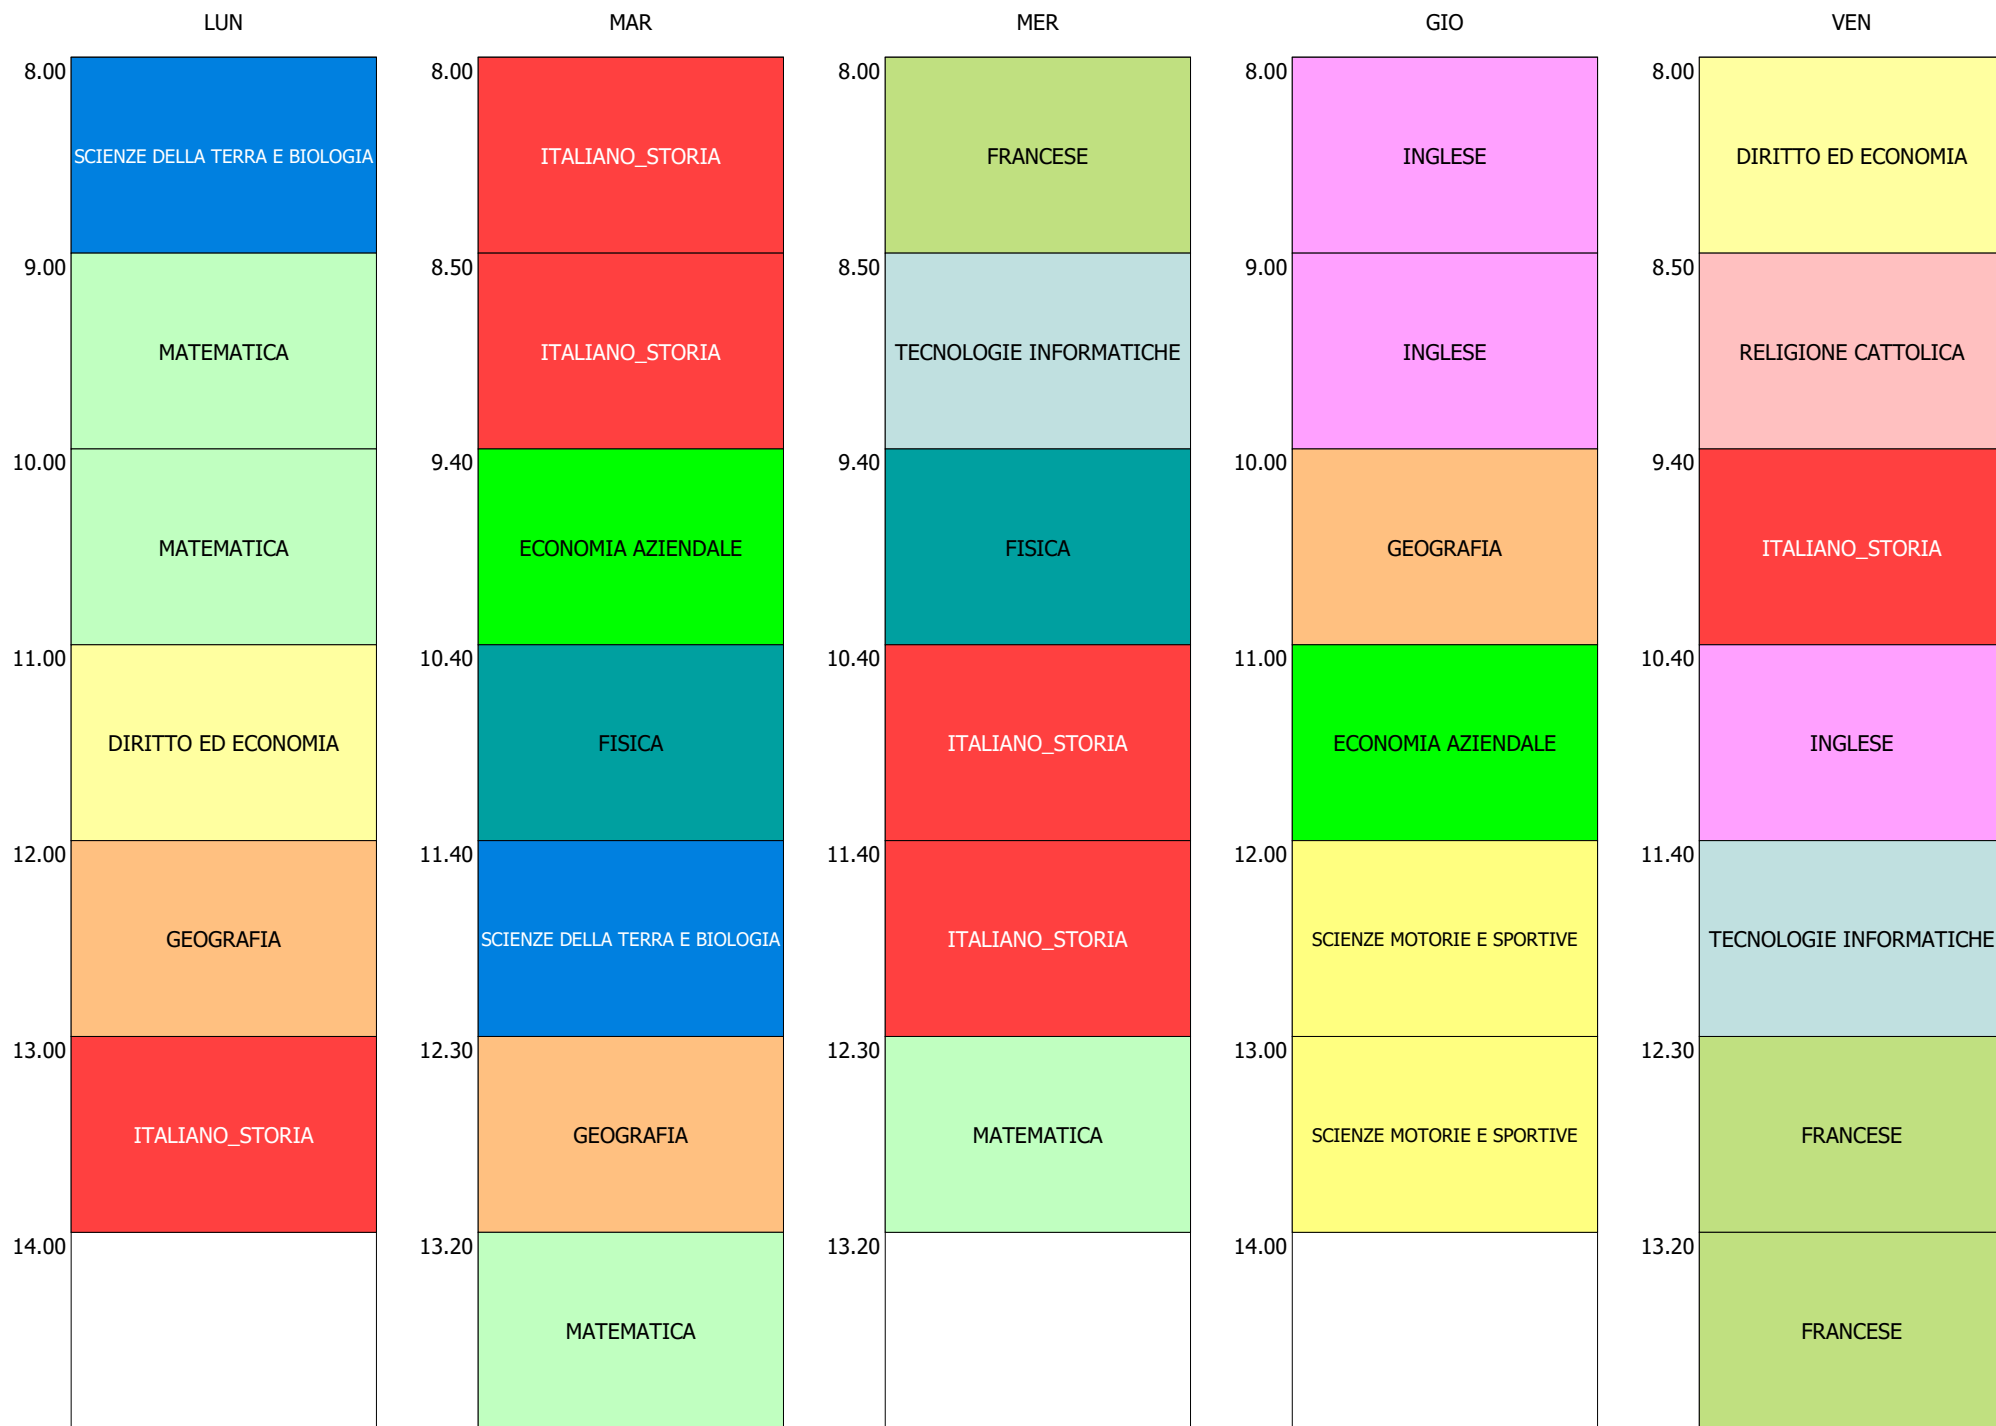 LUN MAR MER GIO VEN
8.00 8.00 8.00 8.00 8.00
SCIENZE DELLA TERRA E BIOLOGIA ITALIANO_STORIA FRANCESE INGLESE DIRITTO ED ECONOMIA
9.00 8.50 8.50 9.00 8.50
MATEMATICA ITALIANO_STORIA TECNOLOGIE INFORMATICHE INGLESE RELIGIONE CATTOLICA
10.00 9.40 9.40 10.00 9.40
MATEMATICA ECONOMIA AZIENDALE FISICA GEOGRAFIA ITALIANO_STORIA
11.00 10.40 10.40 11.00 10.40
DIRITTO ED ECONOMIA FISICA ITALIANO_STORIA ECONOMIA AZIENDALE INGLESE
12.00 11.40 11.40 12.00 11.40
GEOGRAFIA SCIENZE DELLA TERRA E BIOLOGIA ITALIANO_STORIA SCIENZE MOTORIE E SPORTIVE TECNOLOGIE INFORMATICHE
13.00 12.30 12.30 13.00 12.30
ITALIANO_STORIA GEOGRAFIA MATEMATICA SCIENZE MOTORIE E SPORTIVE FRANCESE
14.00 13.20 13.20 14.00 13.20
MATEMATICA FRANCESE